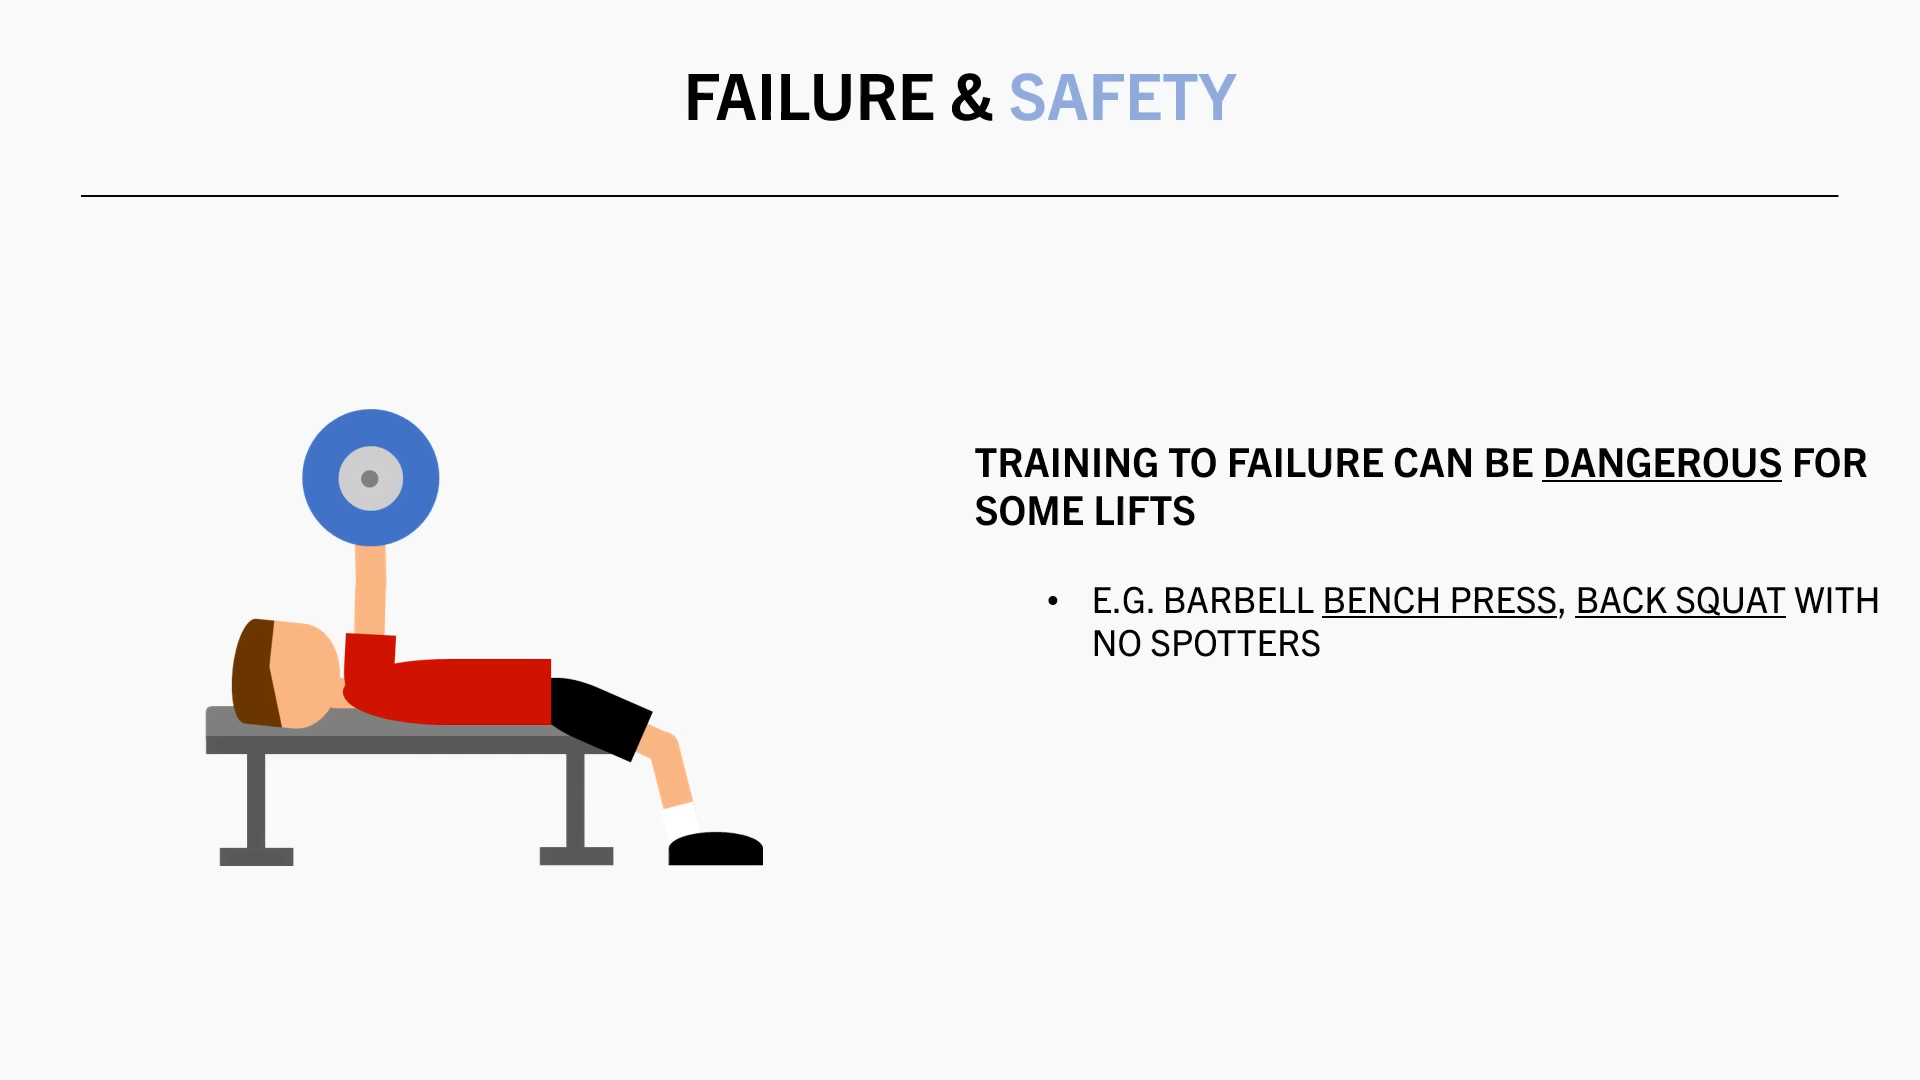 FAILURE & SAFETY
TRAINING TO FAILURE CAN BE DANGEROUS FOR
SOME LIFTS
• E.G. BARBELL BENCH PRESS, BACK SQUAT WITH
NO SPOTTERS